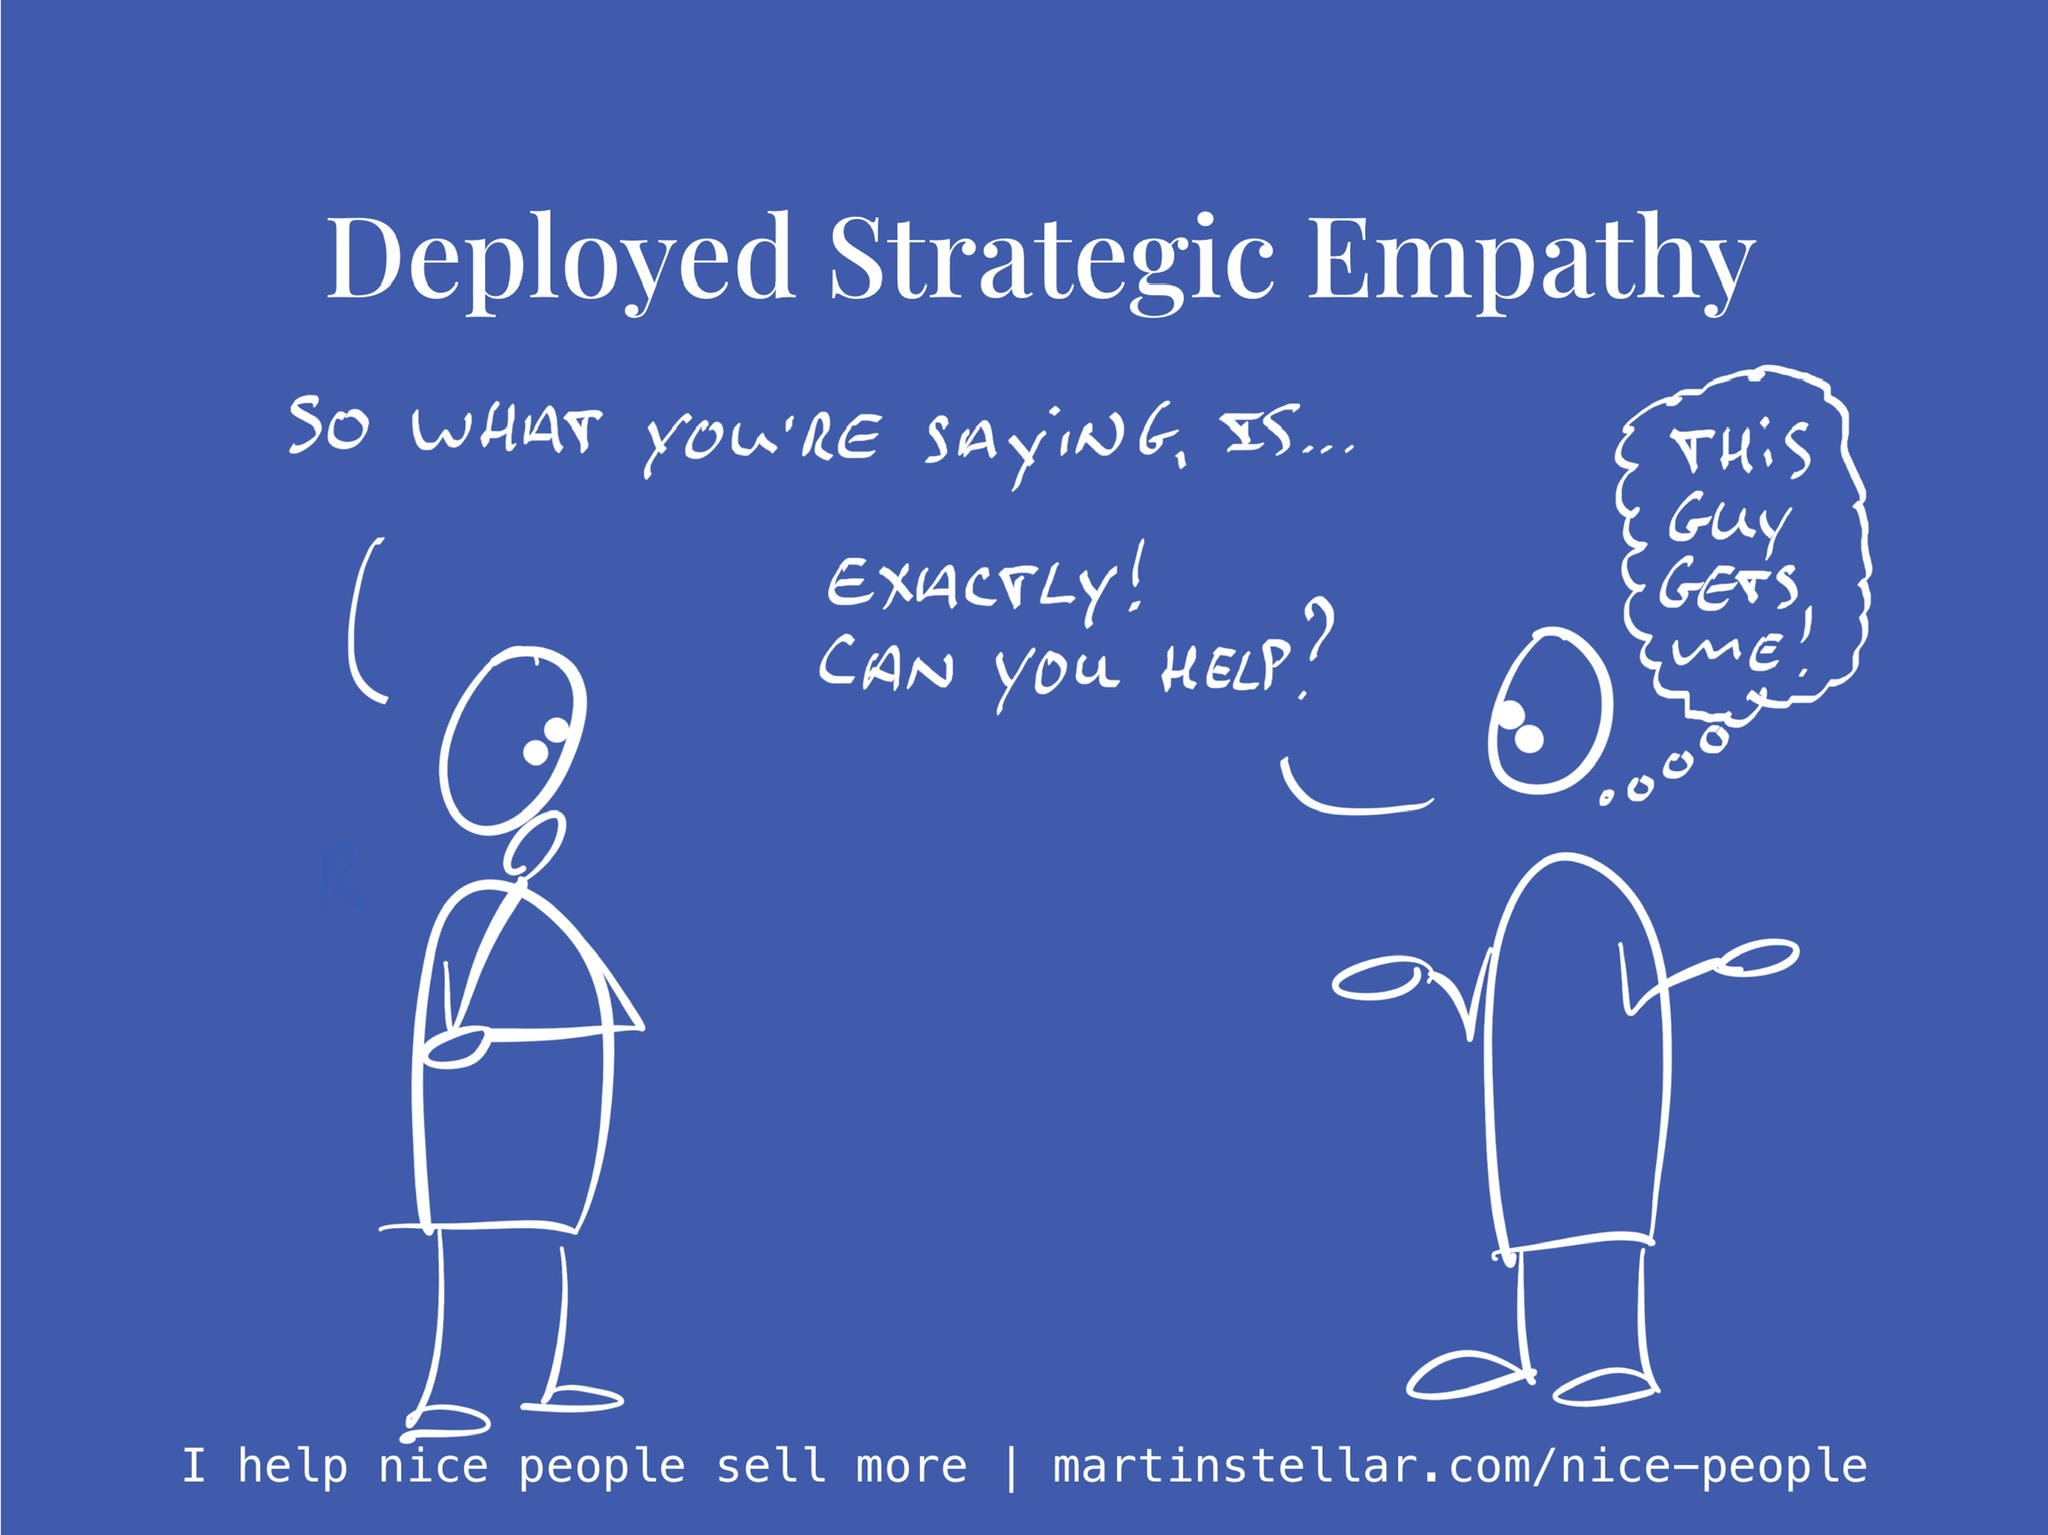 Deployed Strategic Empathy
SO WHAT YOU'RE SAYING, IS...
EXACTLY!
CAN YOU HELP?
THIS
GUY
GETS
ME!
R
I help nice people sell more | martinstellar.com/nice-people